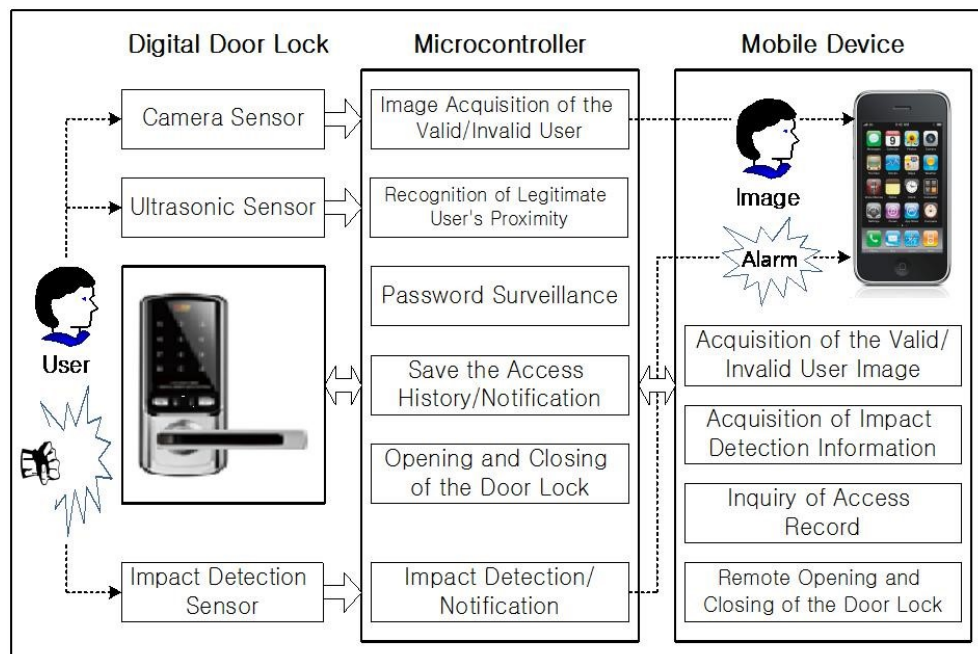 Digital Door Lock
Microcontroller
Mobile Device
Camera Sensor
Image Acquisition of the
Valid/Invalid User
Image
Ultrasonic Sensor
Recognition of Legitimate
User's Proximity
Alarm
User
Password Surveillance
Save the Access
History/Notification
Opening and Closing
of the Door Lock
Acquisition of the Valid/
Invalid User Image
Acquisition of Impact
Detection Information
Inquiry of Access
Record
Impact Detection
Sensor
Impact Detection/
Notification
Remote Opening and
Closing of the Door Lock